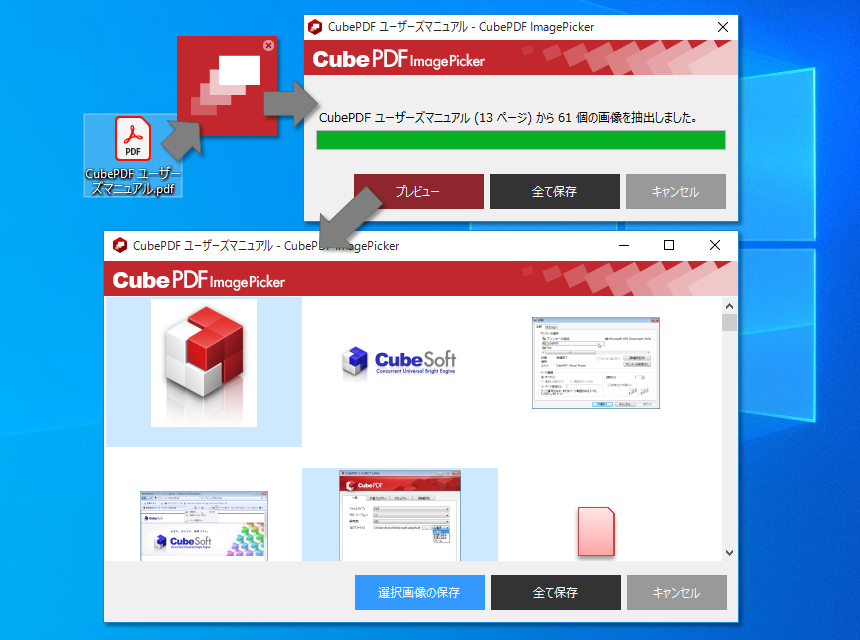 CubePDF ユーザーズマニュアル - CubePDF ImagePicker
CubePDF ImagePicker
CubePDF ユーザーズマニュアル (13 ページ) から 61 個の画像を抽出しました。
PDF
CubePDF ユーザー
ズマニュアル.pdf
プレビュー
全て保存
キャンセル
CubePDF ユーザーズマニュアル - CubePDF ImagePicker
CubePDF ImagePicker
CubeSoft
Concurrent Universal Bright Engine
CubePDF
CubeSoft
選択画像の保存
全て保存
キャンセル